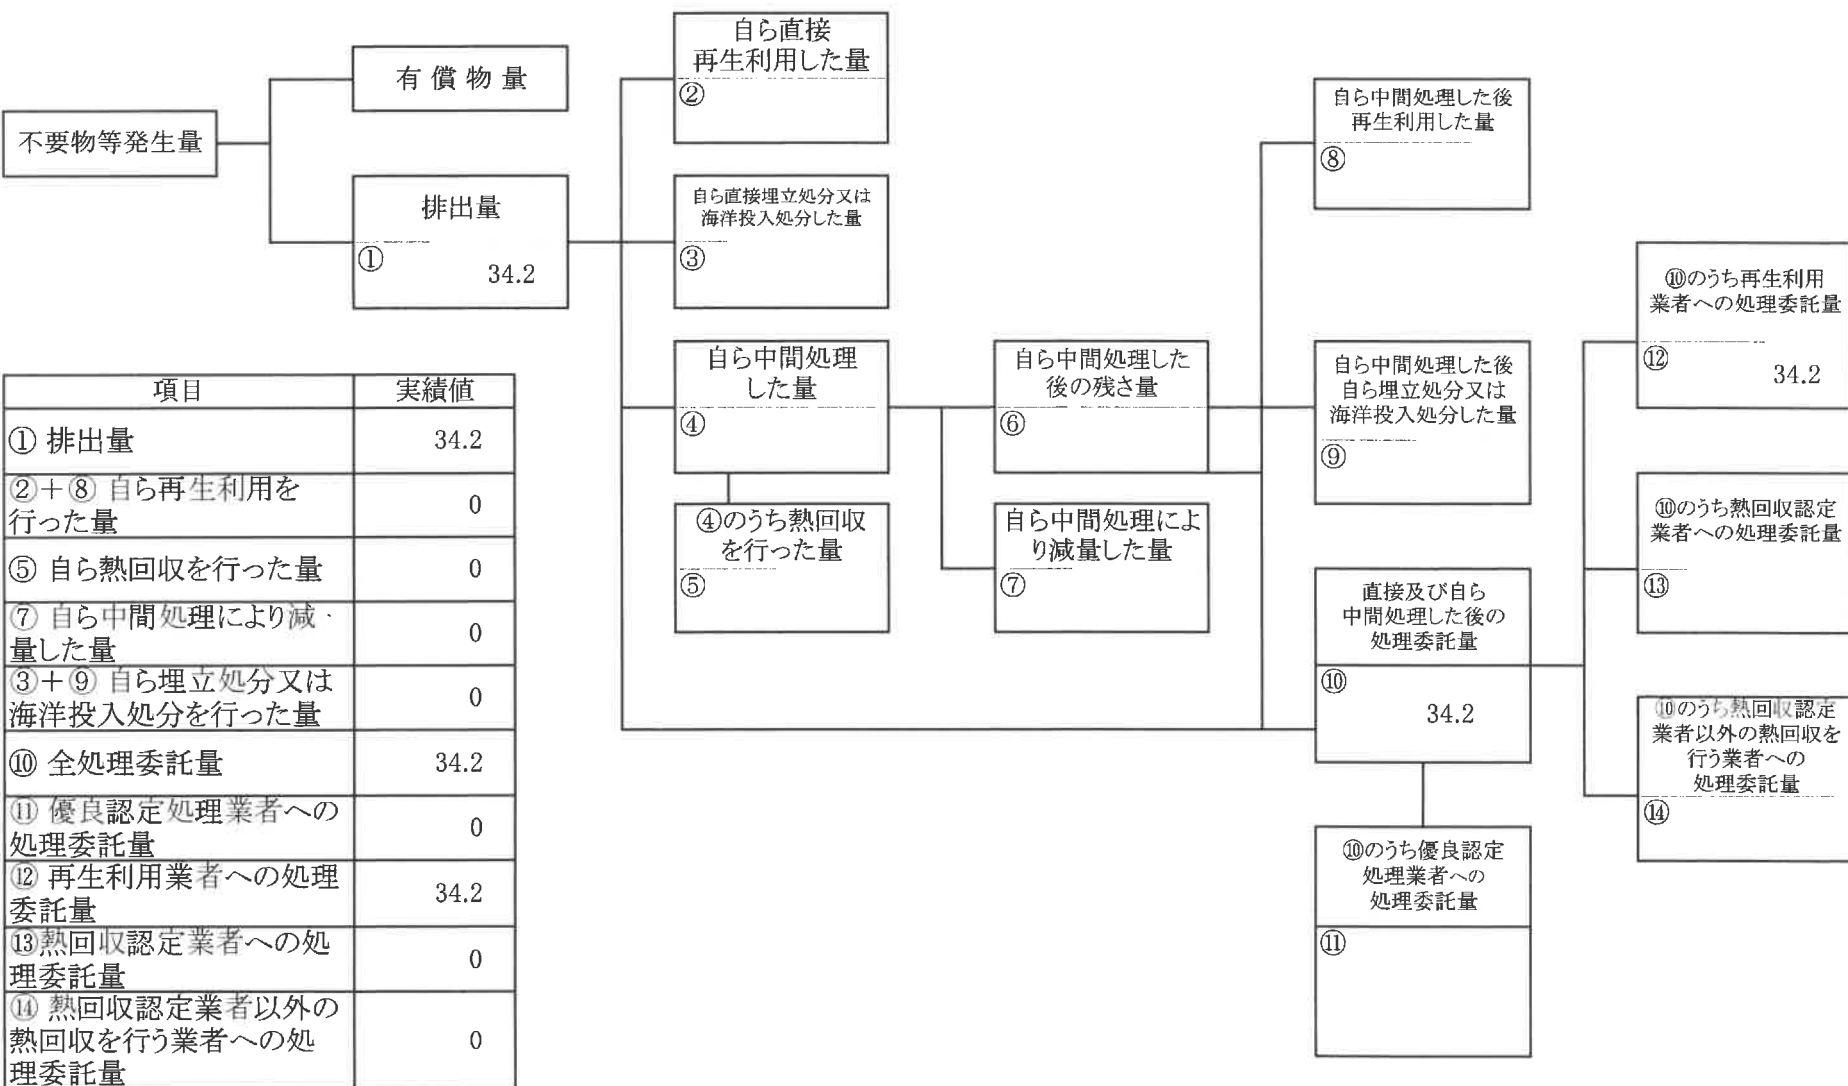 不要物等発生量
有償物量
排出量
①
34.2
自ら直接
再生利用した量
②
自ら直接埋立処分又は
海洋投入処分した量
③
自ら中間処理
した量
④
④のうち熱回収
を行った量
⑤
自ら中間処理した
後の残さ量
⑥
自ら中間処理によ
り減量した量
⑦
自ら中間処理した後
再生利用した量
⑧
自ら中間処理した後
自ら埋立処分又は
海洋投入処分した量
⑨
直接及び自ら
中間処理した後の
処理委託量
⑩
34.2
⑩のうち優良認定
処理業者への
処理委託量
⑪
⑩のうち再生利用
業者への処理委託量
⑫
34.2
⑩のうち熱回収認定
業者への処理委託量
⑬
⑩のうち熱回収認定
業者以外の熱回収を
行う業者への
処理委託量
⑭
項目 実績値
① 排出量 34.2
②+⑧ 自ら再生利用を
行った量 0
⑤ 自ら熱回収を行った量 0
⑦ 自ら中間処理により減
量した量 0
③+⑨ 自ら埋立処分又は
海洋投入処分を行った量 0
⑩ 全処理委託量 34.2
⑪ 優良認定処理業者への
処理委託量 0
⑫ 再生利用業者への処理
委託量 34.2
⑬熱回収認定業者への処
理委託量 0
⑭ 熱回収認定業者以外の
熱回収を行う業者への処
理委託量 0